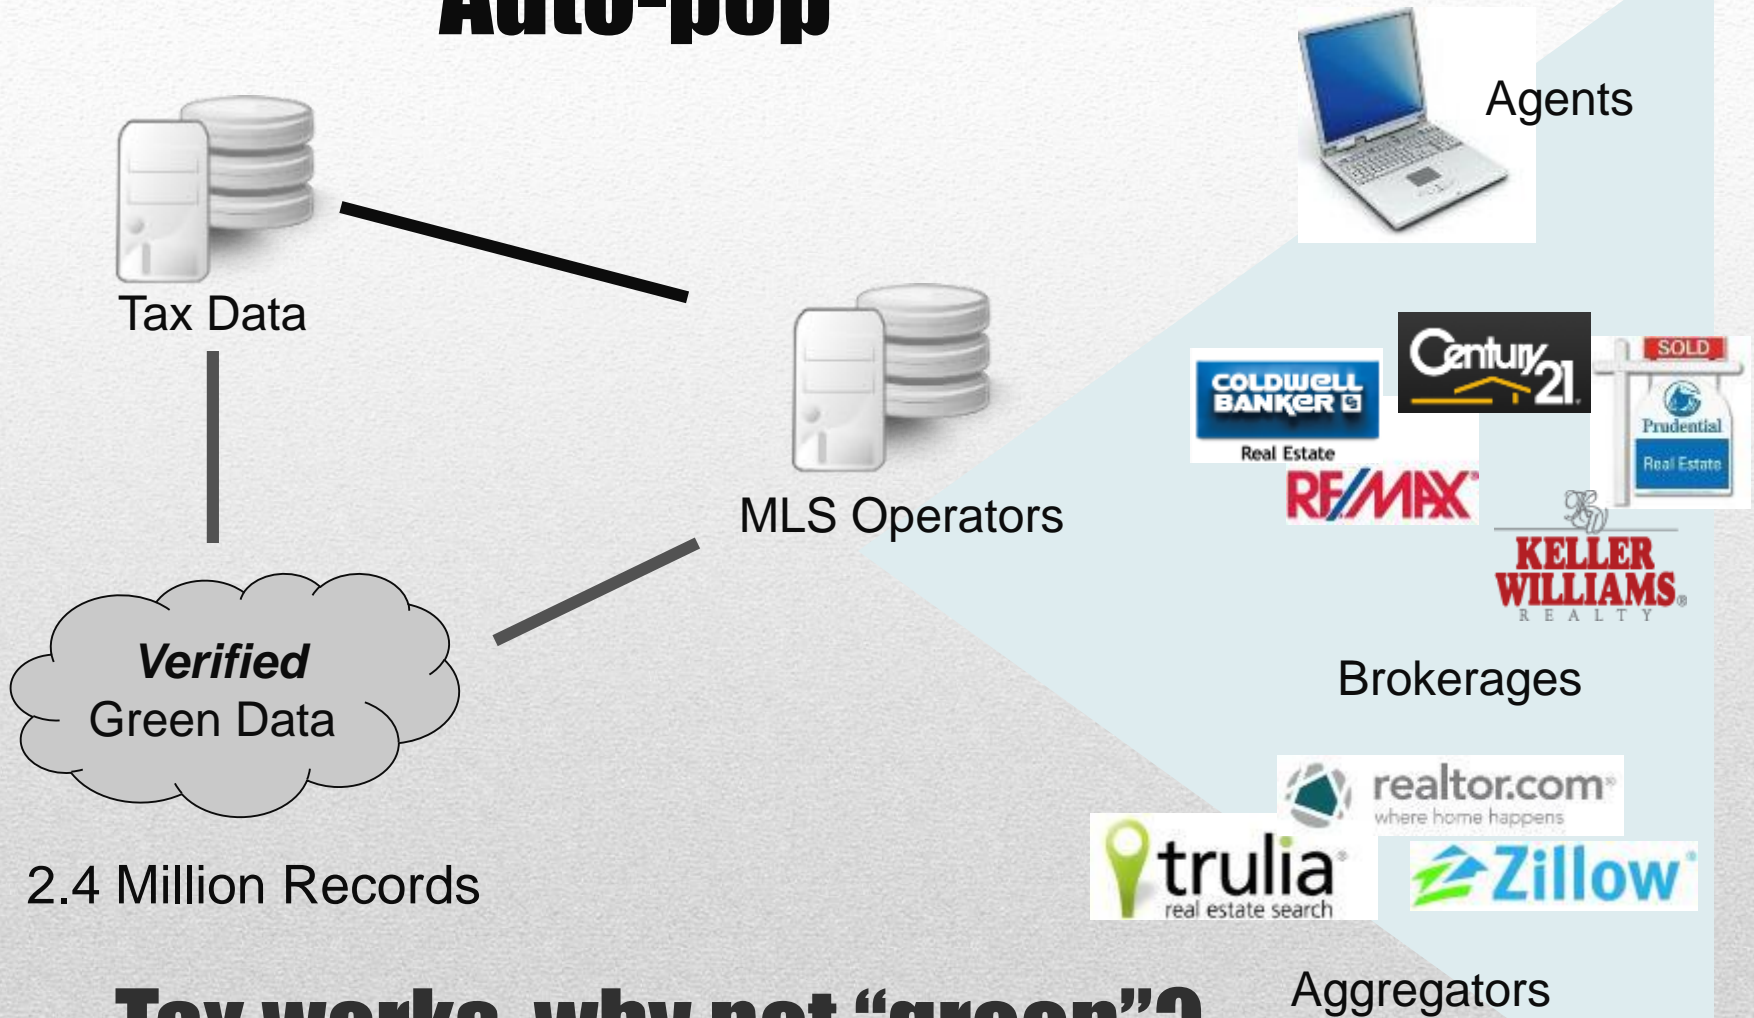 Auto-pop
Agents
Tax Data
SOLD
Century 21
COLDWELL
BANKER
Real Estate
Prudential
Real Estate
RE/MAX
MLS Operators
KELLER
WILLIAMS®
REALTY
Verified
Green Data
Brokerages
realtor.com®
where home happens
trulia®
real estate search
Zillow®
2.4 Million Records
Aggregators
Tax works, why not “green”?